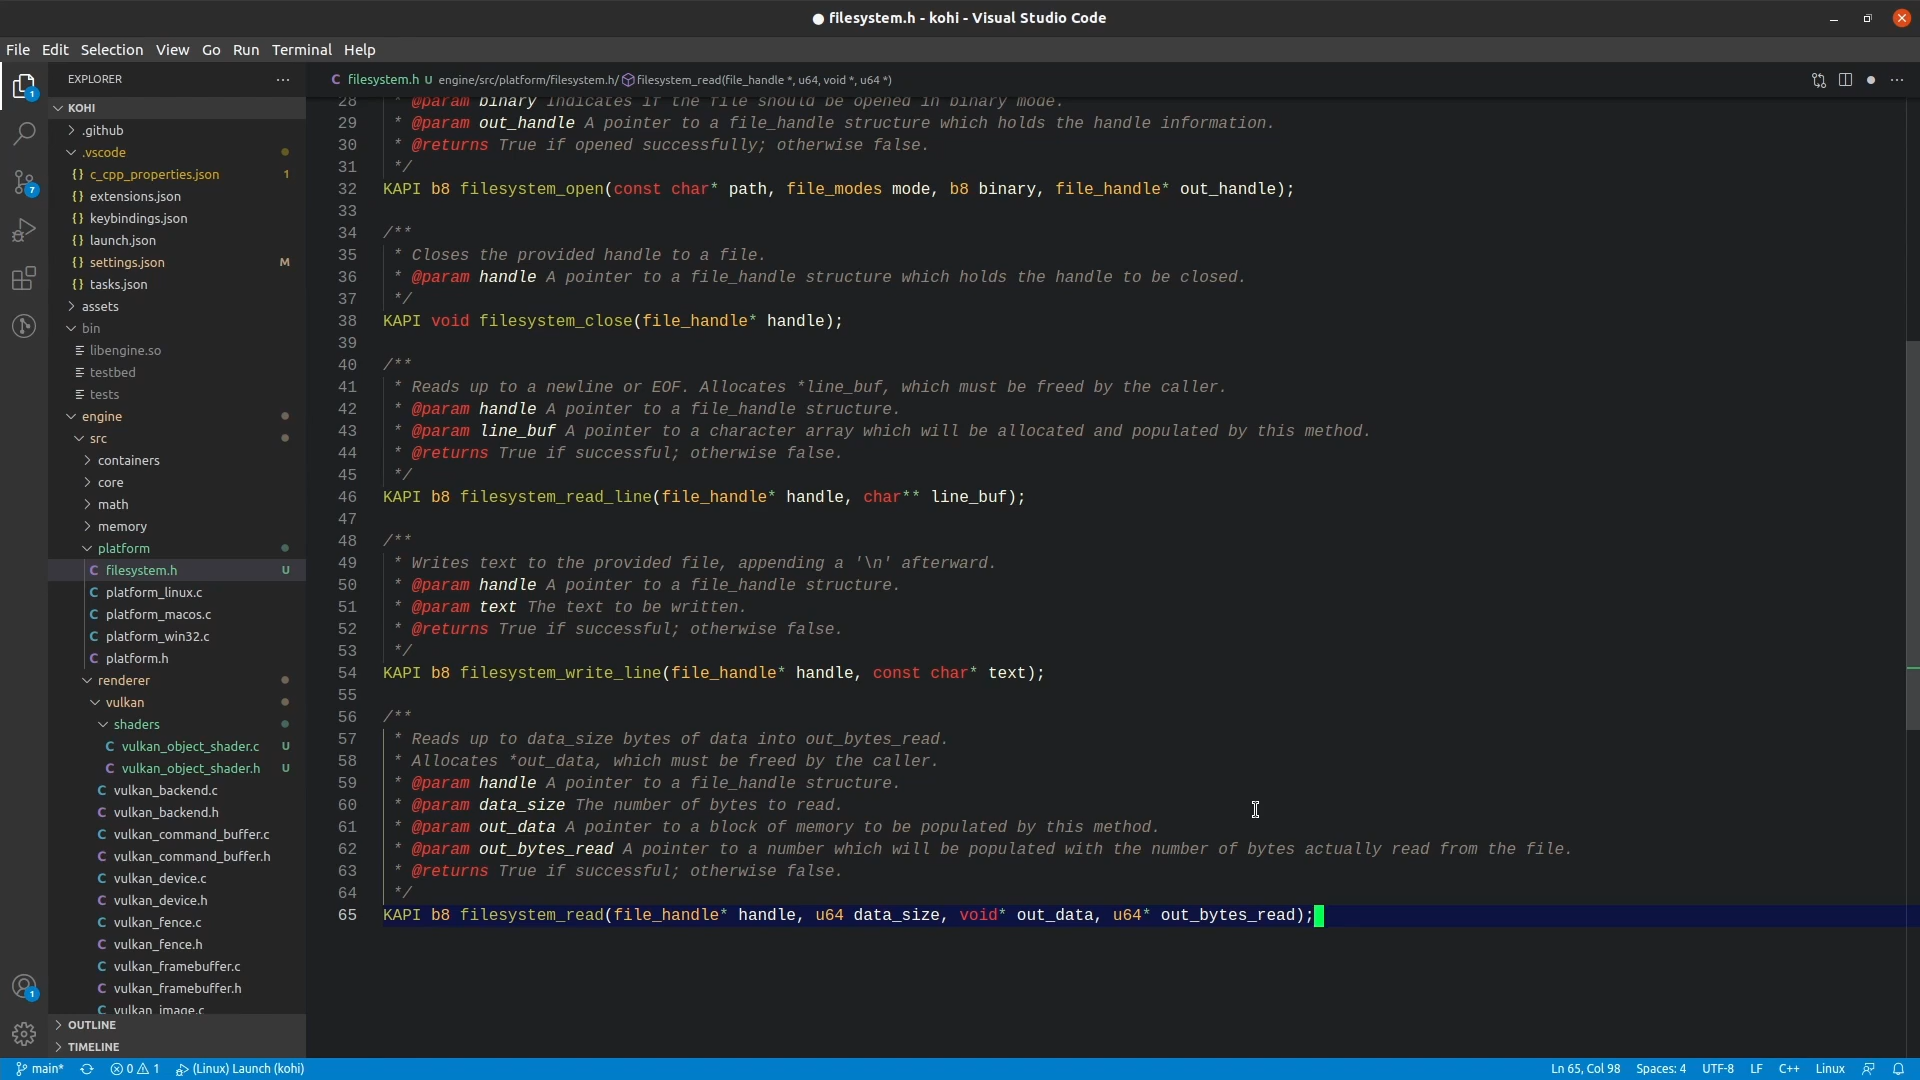 ● filesystem.h - kohi - Visual Studio Code
File Edit Selection View Go Run Terminal Help
EXPLORER
KOHI
.github
.vscode
{} c_cpp_properties.json 1
{} extensions.json
{} keybindings.json
{} launch.json
{} settings.json M
{} tasks.json
assets
bin
libengine.so
testbed
tests
engine
src
containers
core
math
memory
platform
C filesystem.h U
C platform_linux.c
C platform_macos.c
C platform_win32.c
C platform.h
renderer
vulkan
shaders
C vulkan_object_shader.c U
C vulkan_object_shader.h U
C vulkan_backend.c
C vulkan_backend.h
C vulkan_command_buffer.c
C vulkan_command_buffer.h
C vulkan_device.c
C vulkan_device.h
C vulkan_fence.c
C vulkan_fence.h
C vulkan_framebuffer.c
C vulkan_framebuffer.h
C vulkan_image.c
OUTLINE
TIMELINE
1
7
1
C filesystem.h U engine/src/platform/filesystem.h/ filesystem_read(file_handle *, u64, void *, u64 *)
28 * @param binary Indicates if the file should be opened in binary mode.
29 * @param out_handle A pointer to a file_handle structure which holds the handle information.
30 * @returns True if opened successfully; otherwise false.
31 */
32 KAPI b8 filesystem_open(const char* path, file_modes mode, b8 binary, file_handle* out_handle);
33
34 /**
35 * Closes the provided handle to a file.
36 * @param handle A pointer to a file_handle structure which holds the handle to be closed.
37 */
38 KAPI void filesystem_close(file_handle* handle);
39
40 /**
41 * Reads up to a newline or EOF. Allocates *line_buf, which must be freed by the caller.
42 * @param handle A pointer to a file_handle structure.
43 * @param line_buf A pointer to a character array which will be allocated and populated by this method.
44 * @returns True if successful; otherwise false.
45 */
46 KAPI b8 filesystem_read_line(file_handle* handle, char** line_buf);
47
48 /**
49 * Writes text to the provided file, appending a '\n' afterward.
50 * @param handle A pointer to a file_handle structure.
51 * @param text The text to be written.
52 * @returns True if successful; otherwise false.
53 */
54 KAPI b8 filesystem_write_line(file_handle* handle, const char* text);
55
56 /**
57 * Reads up to data_size bytes of data into out_bytes_read.
58 * Allocates *out_data, which must be freed by the caller.
59 * @param handle A pointer to a file_handle structure.
60 * @param data_size The number of bytes to read.
61 * @param out_data A pointer to a block of memory to be populated by this method.
62 * @param out_bytes_read A pointer to a number which will be populated with the number of bytes actually read from the file.
63 * @returns True if successful; otherwise false.
64 */
65 KAPI b8 filesystem_read(file_handle* handle, u64 data_size, void* out_data, u64* out_bytes_read);
main* 0 1 (Linux) Launch (kohi) Ln 65, Col 98 Spaces: 4 UTF-8 LF C++ Linux